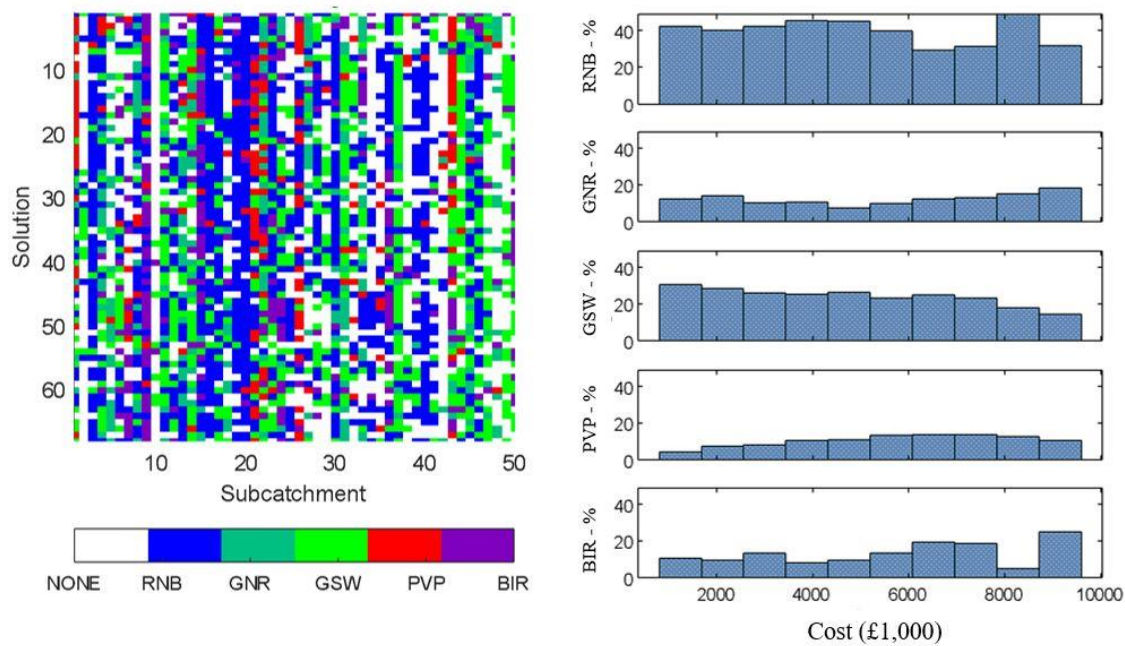 10
20
30
40
50
60
Solution
10 20 30 40 50
Subcatchment
NONE RNB GNR GSW PVP BIR
RNB - %
40
20
0
GNR - %
40
20
0
GSW - %
40
20
0
PVP - %
40
20
0
BIR - %
40
20
0
2000 4000 6000 8000 10000
Cost (£1,000)